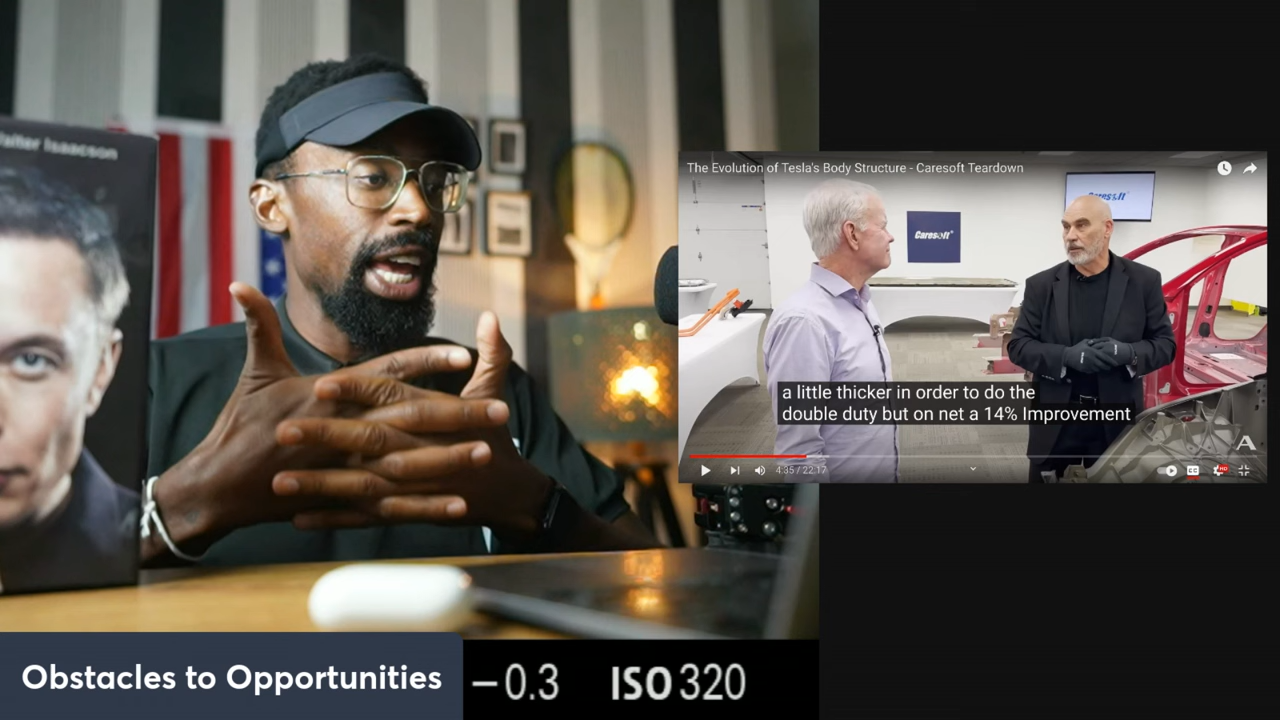 Walter Isaacson
The Evolution of Tesla's Body Structure - Caresoft Teardown
Caresoft
Caresoft
a little thicker in order to do the
double duty but on net a 14% Improvement
4:35 / 22:17
HD
Obstacles to Opportunities
–0.3 ISO 320